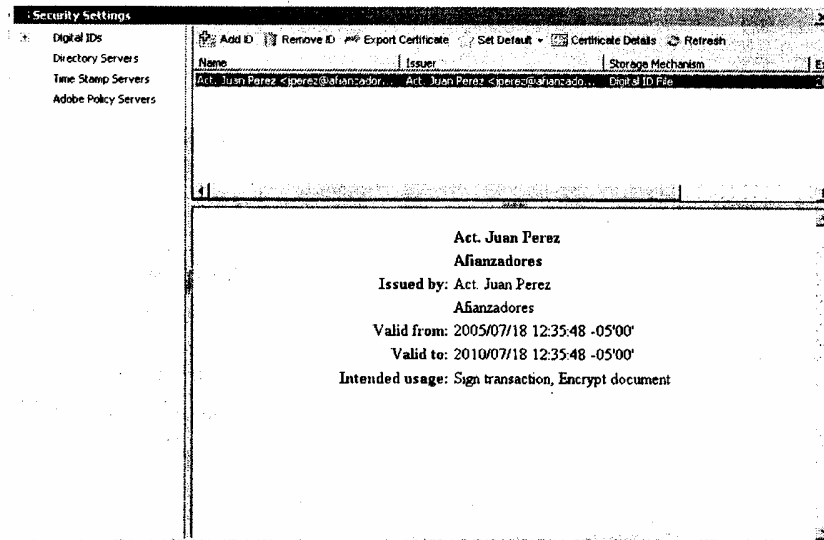 Security Settings
Digital IDs
Directory Servers
Time Stamp Servers
Adobe Policy Servers
Add ID Remove ID Export Certificate Set Default Certificate Details Refresh
Name Issuer Storage Mechanism
Act. Juan Perez <jperez@afianzador... Act. Juan Perez <jperez@afianzado... Digital ID File
Act. Juan Perez
Afianzadores
Issued by: Act. Juan Perez
Afianzadores
Valid from: 2005/07/18 12:35:48 -05'00'
Valid to: 2010/07/18 12:35:48 -05'00'
Intended usage: Sign transaction, Encrypt document